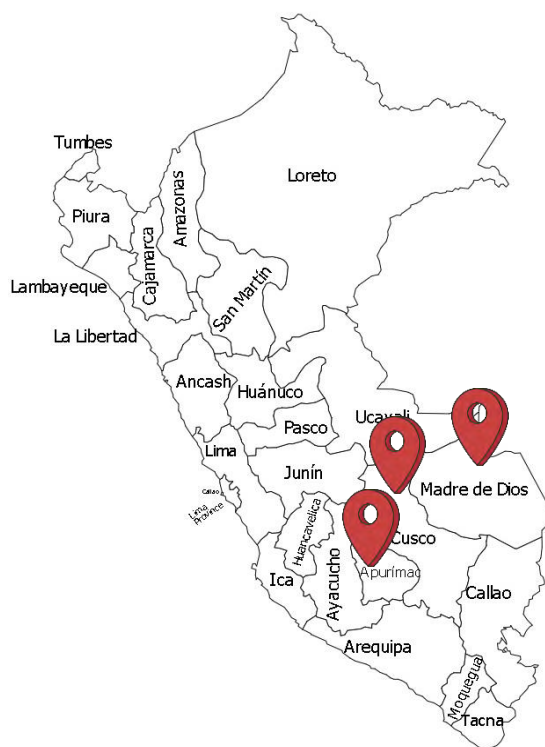 Tumbes
Loreto
Piura
Amazonas
Cajamarca
Lambayeque
San Martín
La Libertad
Ancash
Huánuco
Ucayali
Pasco
Lima
Junín
Madre de Dios
Callao
Lima
Province
Huancavelica
Cusco
Apurímac
Ica
Ayacucho
Callao
Arequipa
Moquegua
Tacna